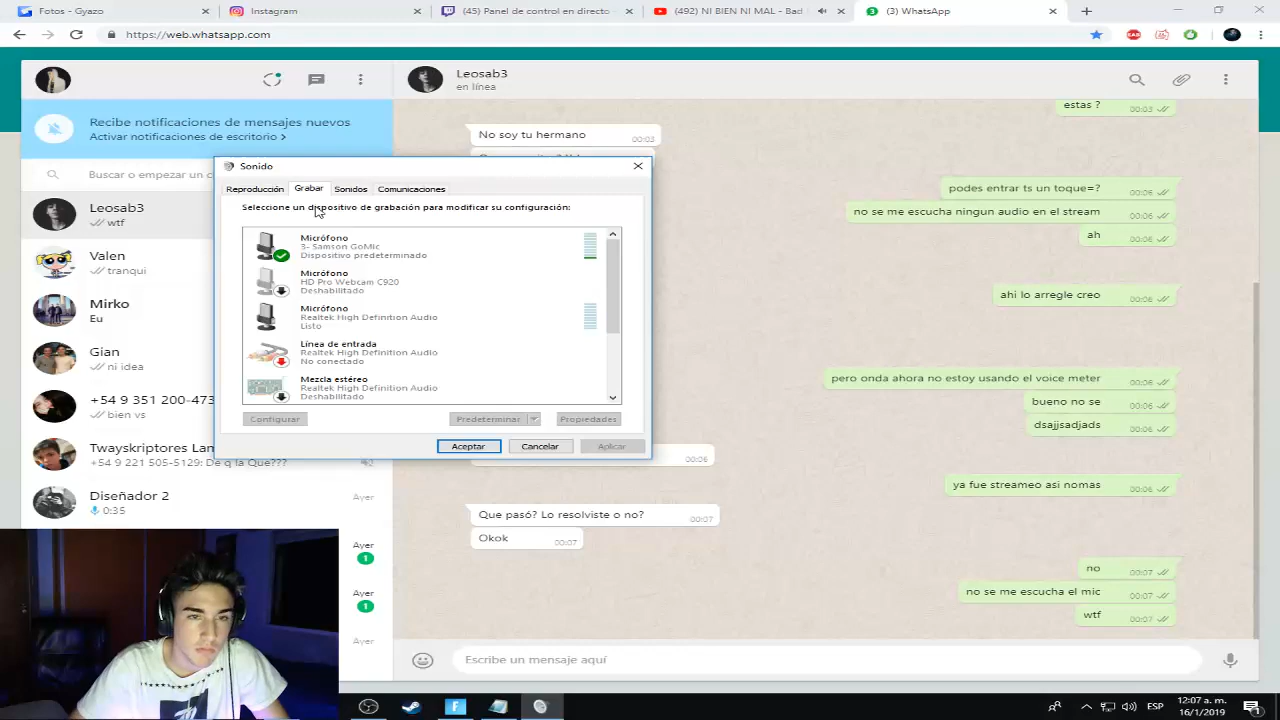 Fotos - Gyazo
Instagram
(45) Panel de control en directo
(492) NI BIEN NI MAL - Bad
(3) WhatsApp
https://web.whatsapp.com
Leosab3
en línea
Recibe notificaciones de mensajes nuevos
Activar notificaciones de escritorio >
Buscar o empezar un c
Leosab3
wtf
Valen
tranqui
Mirko
Eu
Gian
ni idea
+54 9 351 200-473
bien vs
Twayskriptores Lan
+54 9 221 505-5129: De q la Que???
Diseñador 2
0:35
Ayer
Ayer
1
Ayer
1
Ayer
Sonido
Reproducción
Grabar
Sonidos
Comunicaciones
Seleccione un dispositivo de grabación para modificar su configuración:
Micrófono
3- Samson GoMic
Dispositivo predeterminado
Micrófono
HD Pro Webcam C920
Deshabilitado
Micrófono
Realtek High Definition Audio
Listo
Línea de entrada
Realtek High Definition Audio
No conectado
Mezcla estéreo
Realtek High Definition Audio
Deshabilitado
Configurar
Predeterminar
Propiedades
Aceptar
Cancelar
Aplicar
estas ?
00:03
No soy tu hermano
00:03
podes entrar ts un toque=?
00:06
no se me escucha ningun audio en el stream
00:06
ah
00:06
ahi lo arregle creo
00:06
pero onda ahora no estoy usando el voice meter
00:06
bueno no se
00:06
dsajjsadjads
00:06
00:06
ya fue streameo asi nomas
00:06
Que pasó? Lo resolviste o no?
00:07
Okok
00:07
no
00:07
no se me escucha el mic
00:07
wtf
00:07
Escribe un mensaje aquí
ESP
12:07 a. m.
16/1/2019